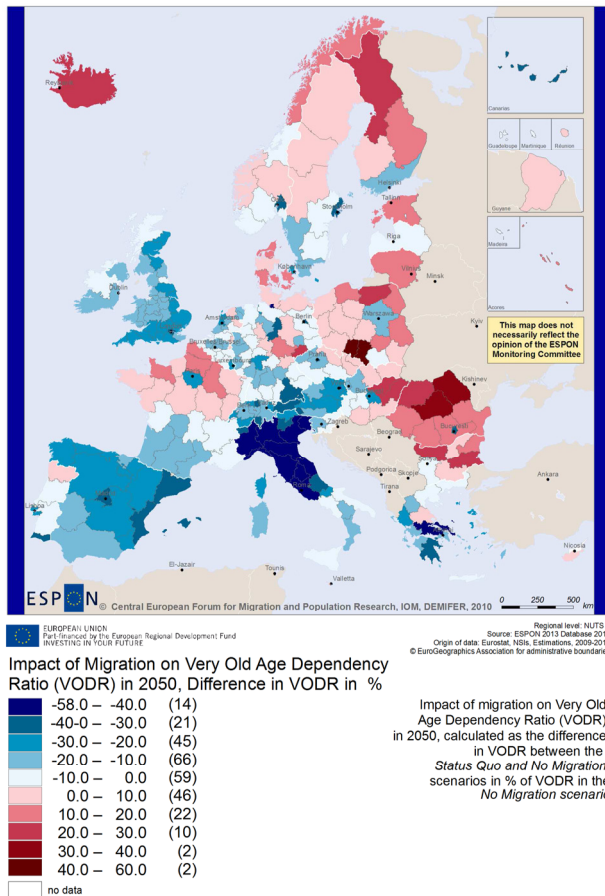 Canarias
Guadeloupe
Martinique
Réunion
Guyane
Madeira
Azores
This map does not
necessarily reflect the
opinion of the ESPON
Monitoring Committee
Helsinki
Tallinn
Stockholm
Riga
Dublin
København
Vilnius
Minsk
Berlin
Warszawa
Kyiv
Kishinev
Zagreb
Beograd
Bucuresti
Sarajevo
Podgorica
Skopje
Tirana
Ankara
Lisboa
Roma
Nicosia
El-Jazair
Tounis
Valletta
ESPON
© Central European Forum for Migration and Population Research, IOM, DEMIFER, 2010
0 250 500 km
EUROPEAN UNION
Part-financed by the European Regional Development Fund
INVESTING IN YOUR FUTURE
Regional level: NUTS
Source: ESPON 2013 Database 201
Origin of data: Eurostat, NSIs, Estimations, 2009-201
© EuroGeographics Association for administrative boundarie
Impact of Migration on Very Old Age Dependency
Ratio (VODR) in 2050, Difference in VODR in %
-58.0 – -40.0 (14)
-40.0 – -30.0 (21)
-30.0 – -20.0 (45)
-20.0 – -10.0 (66)
-10.0 – 0.0 (59)
0.0 – 10.0 (46)
10.0 – 20.0 (22)
20.0 – 30.0 (10)
30.0 – 40.0 (2)
40.0 – 60.0 (2)
no data
Impact of migration on Very Old
Age Dependency Ratio (VODR)
in 2050, calculated as the difference
in VODR between the
Status Quo and No Migration
scenarios in % of VODR in the
No Migration scenario